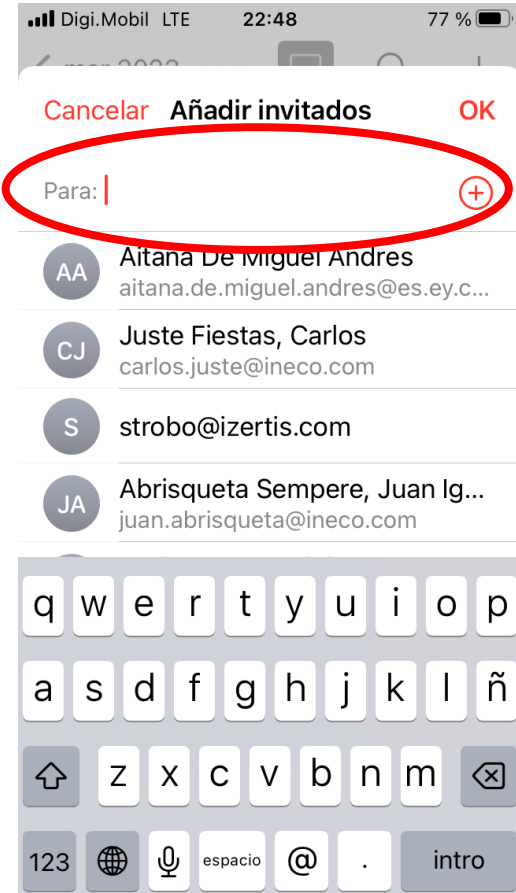 Digi.Mobil LTE 22:48 77 %
mar 2023
Cancelar Añadir invitados OK
Para:
AA Aitana De Miguel Andres
aitana.de.miguel.andres@es.ey.c...
CJ Juste Fiestas, Carlos
carlos.juste@ineco.com
S strobo@izertis.com
JA Abrisqueta Sempere, Juan Ig...
juan.abrisqueta@ineco.com
q w e r t y u i o p
a s d f g h j k l ñ
z x c v b n m
123 espacio @ . intro